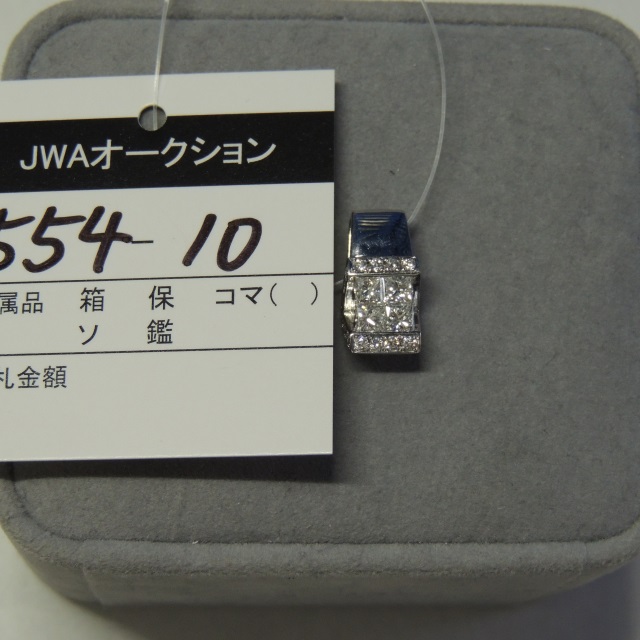 JWAオークション
554-10
属品 箱 保 コマ( )
ソ 鑑
札金額